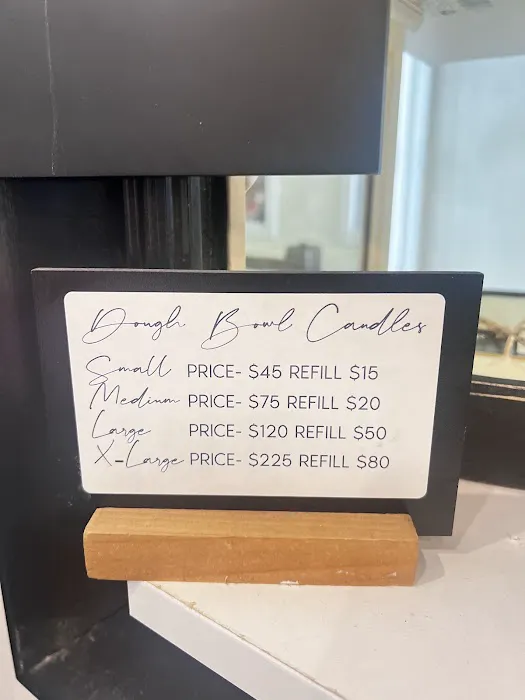 Dough Bowl Candles
Small PRICE- $45 REFILL $15
Medium PRICE- $75 REFILL $20
Large PRICE- $120 REFILL $50
X-Large PRICE- $225 REFILL $80